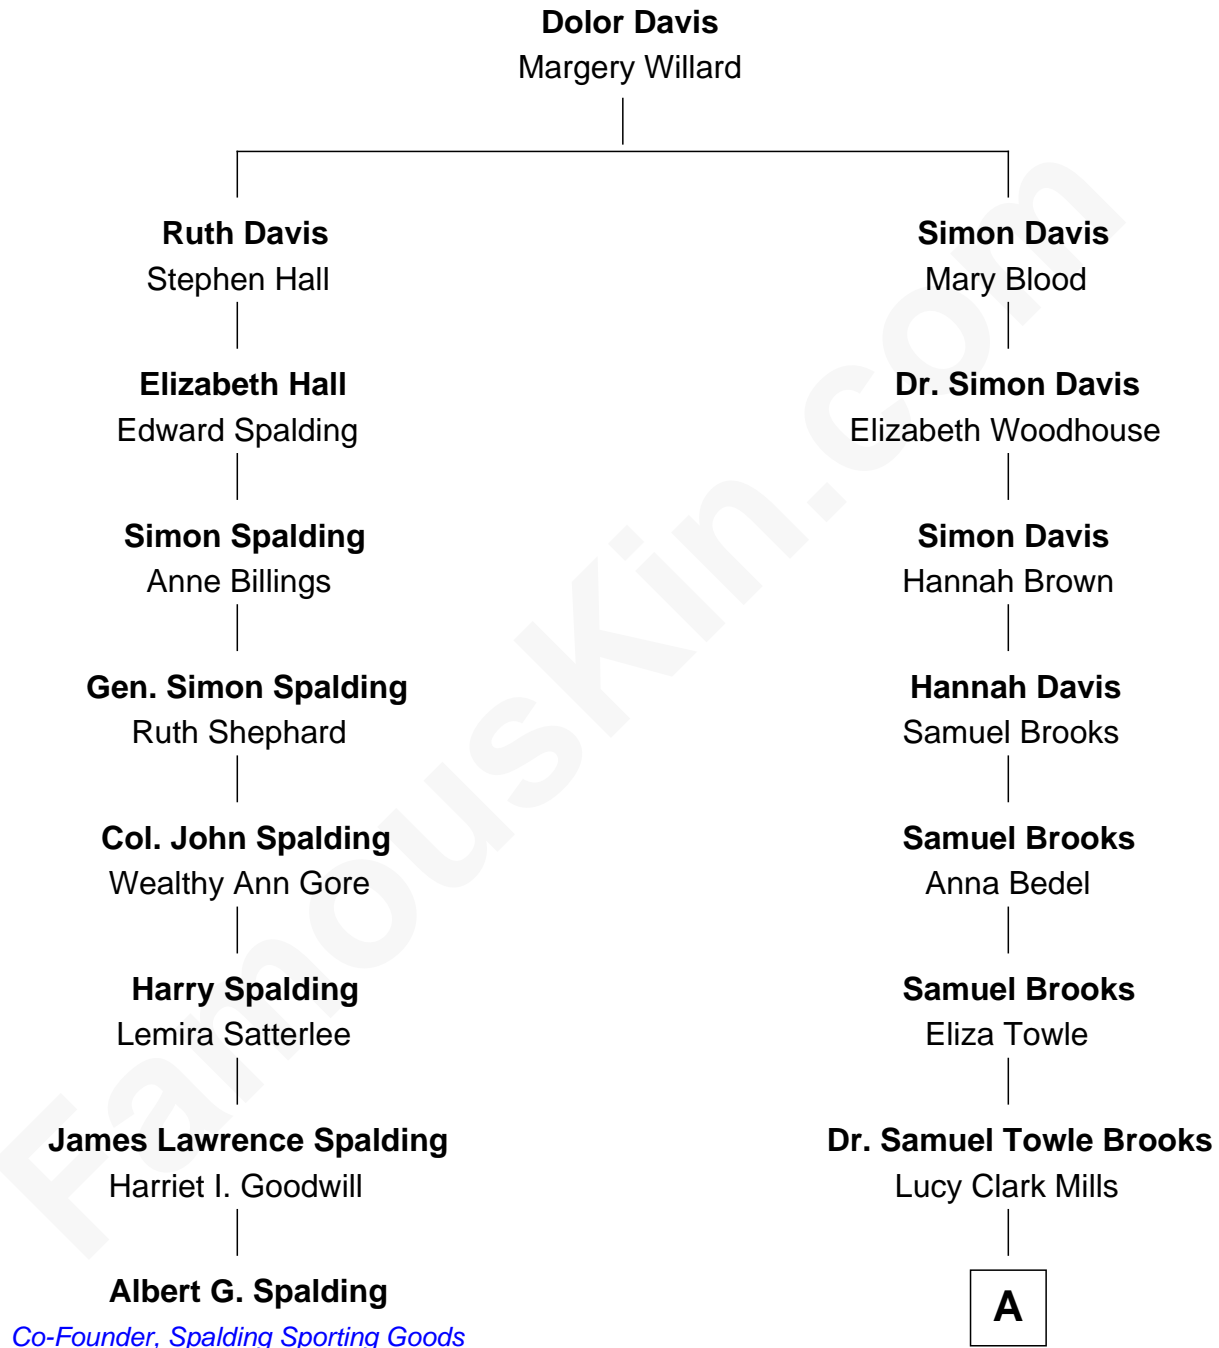 Dolor Davis
Margery Willard
Ruth Davis
Stephen Hall
Elizabeth Hall
Edward Spalding
Simon Spalding
Anne Billings
Gen. Simon Spalding
Ruth Shephard
Col. John Spalding
Wealthy Ann Gore
Harry Spalding
Lemira Satterlee
James Lawrence Spalding
Harriet I. Goodwill
Albert G. Spalding
Co-Founder, Spalding Sporting Goods
Simon Davis
Mary Blood
Dr. Simon Davis
Elizabeth Woodhouse
Simon Davis
Hannah Brown
Hannah Davis
Samuel Brooks
Samuel Brooks
Anna Bedel
Samuel Brooks
Eliza Towle
Dr. Samuel Towle Brooks
Lucy Clark Mills
A
FamousKin.com